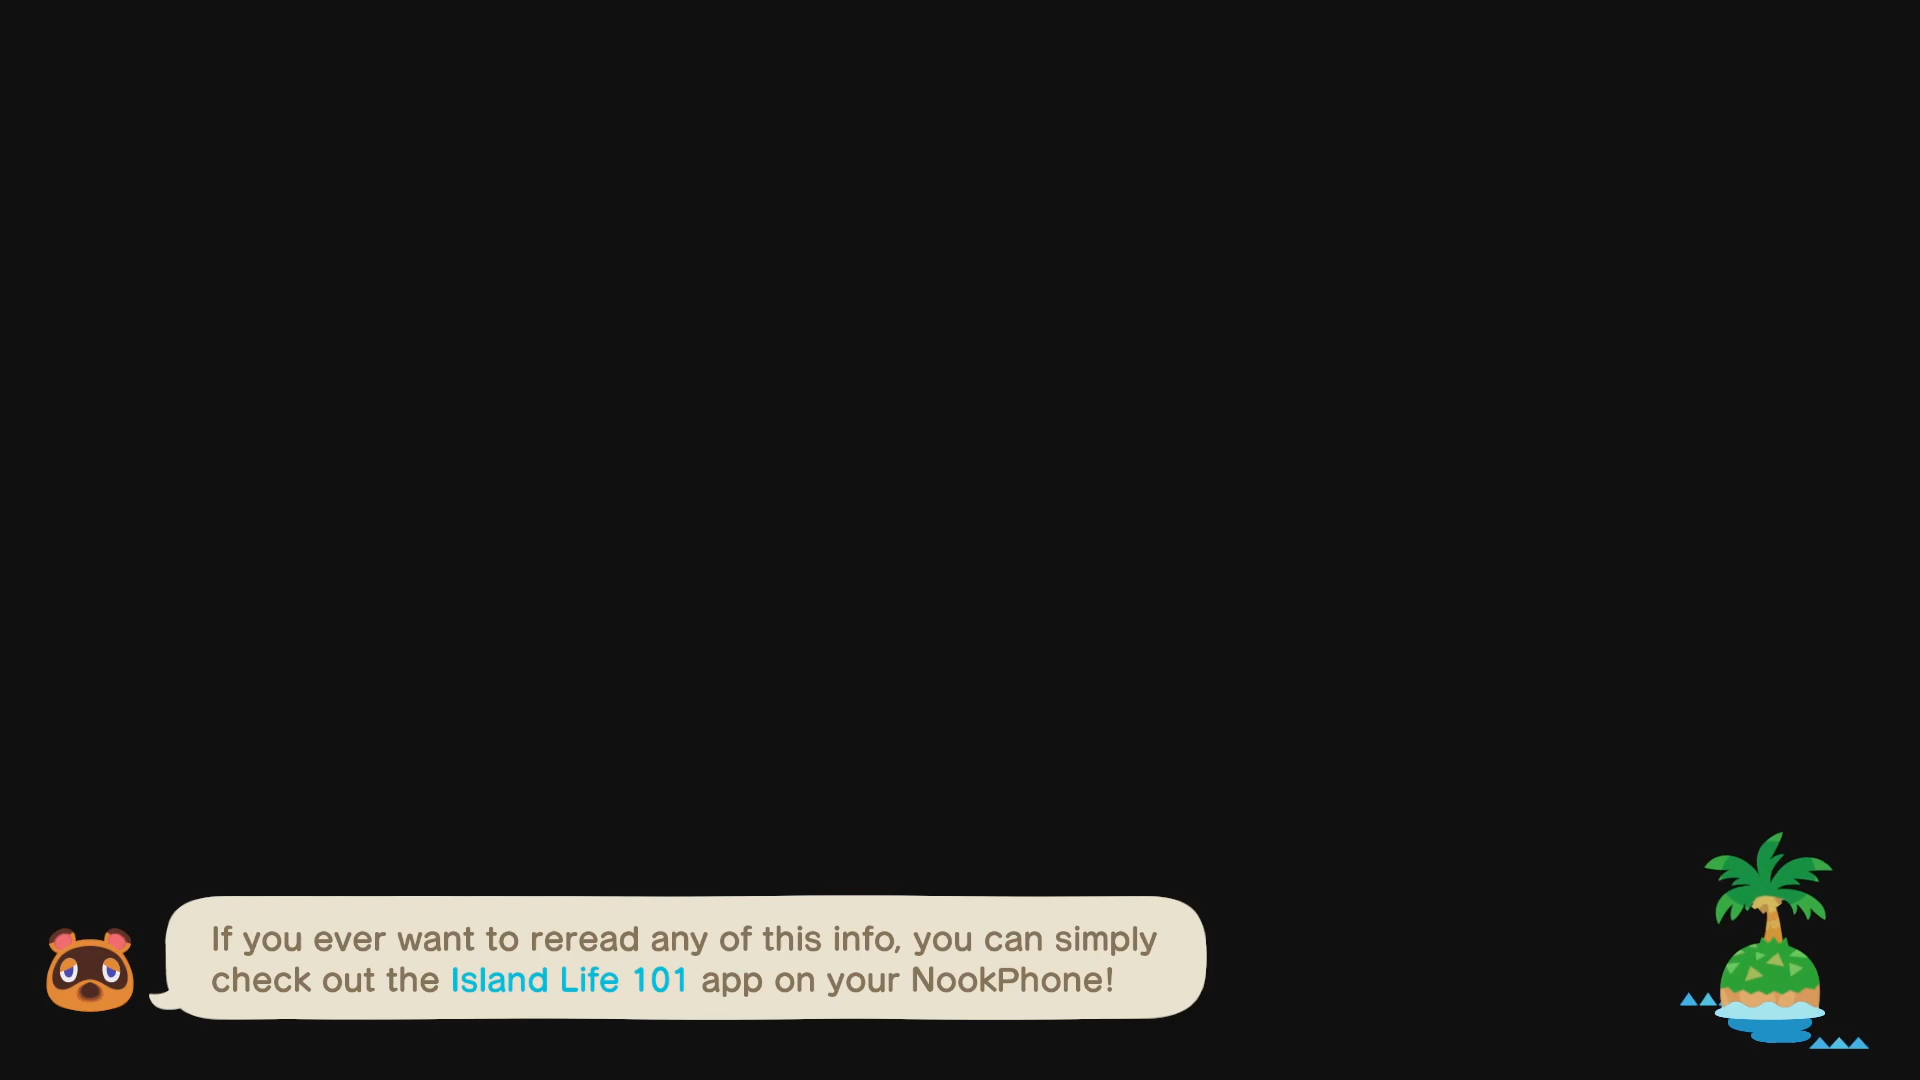 If you ever want to reread any of this info, you can simply
check out the Island Life 101 app on your NookPhone!